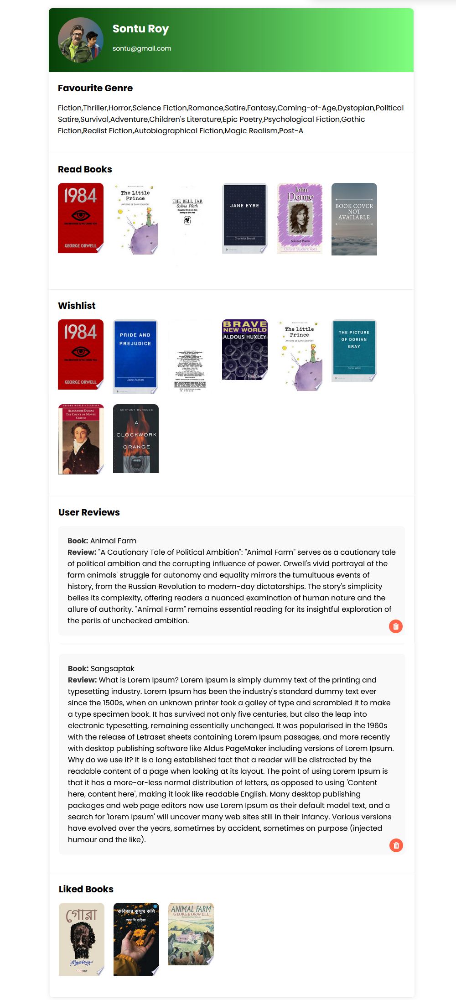 Sontu Roy
sontu@gmail.com
Favourite Genre
Fiction,Thriller,Horror,Science Fiction,Romance,Satire,Fantasy,Coming-of-Age,Dystopian,Political
Satire,Survival,Adventure,Children's Literature,Epic Poetry,Psychological Fiction,Gothic
Fiction,Realist Fiction,Autobiographical Fiction,Magic Realism,Post-A
Read Books
1984
BIG BROTHER IS WATCHING YOU
GEORGE ORWELL
The Little
Prince
ANTOINE DE SAINT-EXUPÉRY
THE BELL JAR
Sylvia Plath
JANE EYRE
Charlotte Brontë
John
Donne
Selected Poems
Oxford Student Texts
BOOK COVER
NOT
AVAILABLE
Wishlist
1984
BIG BROTHER IS WATCHING YOU
GEORGE ORWELL
PRIDE AND
PREJUDICE
Jane Austen
BRAVE
NEW WORLD
ALDOUS HUXLEY
The Little
Prince
ANTOINE DE SAINT-EXUPÉRY
THE PICTURE
OF DORIAN
GRAY
Oscar Wilde
OXFORD WORLD'S CLASSICS
ALEXANDRE DUMAS
THE COUNT OF MONTE
CRISTO
ANTHONY BURGESS
A
CLOCKWORK
ORANGE
User Reviews
Book: Animal Farm
Review: "A Cautionary Tale of Political Ambition": "Animal Farm" serves as a cautionary tale
of political ambition and the corrupting influence of power. Orwell's vivid portrayal of the
farm animals' struggle for autonomy and equality mirrors the tumultuous events of
history, from the Russian Revolution to modern-day dictatorships. The story's simplicity
belies its complexity, offering readers a nuanced examination of human nature and the
allure of authority. "Animal Farm" remains essential reading for its insightful exploration of
the perils of unchecked ambition.
Book: Sangsaptak
Review: What is Lorem Ipsum? Lorem Ipsum is simply dummy text of the printing and
typesetting industry. Lorem Ipsum has been the industry's standard dummy text ever
since the 1500s, when an unknown printer took a galley of type and scrambled it to make
a type specimen book. It has survived not only five centuries, but also the leap into
electronic typesetting, remaining essentially unchanged. It was popularised in the 1960s
with the release of Letraset sheets containing Lorem Ipsum passages, and more recently
with desktop publishing software like Aldus PageMaker including versions of Lorem Ipsum.
Why do we use it? It is a long established fact that a reader will be distracted by the
readable content of a page when looking at its layout. The point of using Lorem Ipsum is
that it has a more-or-less normal distribution of letters, as opposed to using 'Content
here, content here', making it look like readable English. Many desktop publishing
packages and web page editors now use Lorem Ipsum as their default model text, and a
search for 'lorem ipsum' will uncover many web sites still in their infancy. Various versions
have evolved over the years, sometimes by accident, sometimes on purpose (injected
humour and the like).
Liked Books
গোরা
কবিতার কুসুম কলি
আর সি গুড়িয়া
ANIMAL FARM
GEORGE ORWELL